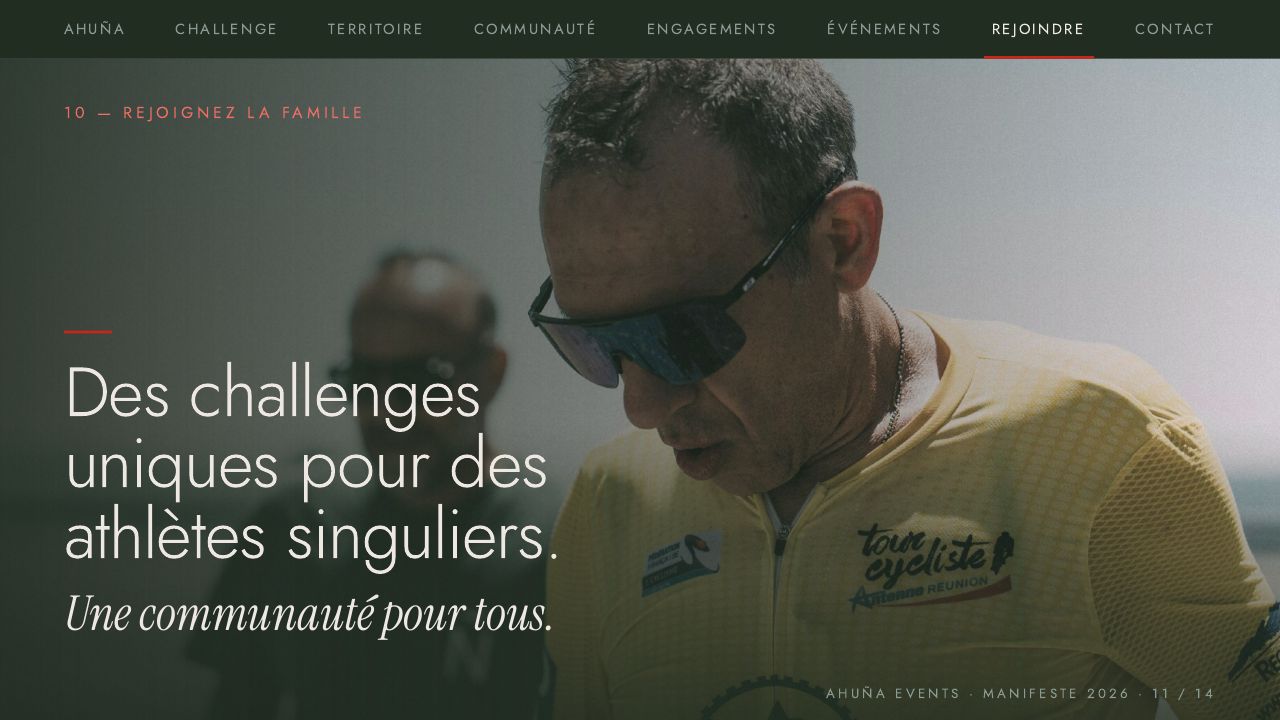 AHUÑA CHALLENGE TERRITOIRE COMMUNAUTÉ ENGAGEMENTS ÉVÉNEMENTS REJOINDRE CONTACT
10 — REJOIGNEZ LA FAMILLE
Des challenges
uniques pour des
athlètes singuliers.
Une communauté pour tous.
tour
cycliste
Antenne RÉUNION
AHUÑA EVENTS · MANIFESTE 2026 · 11 / 14